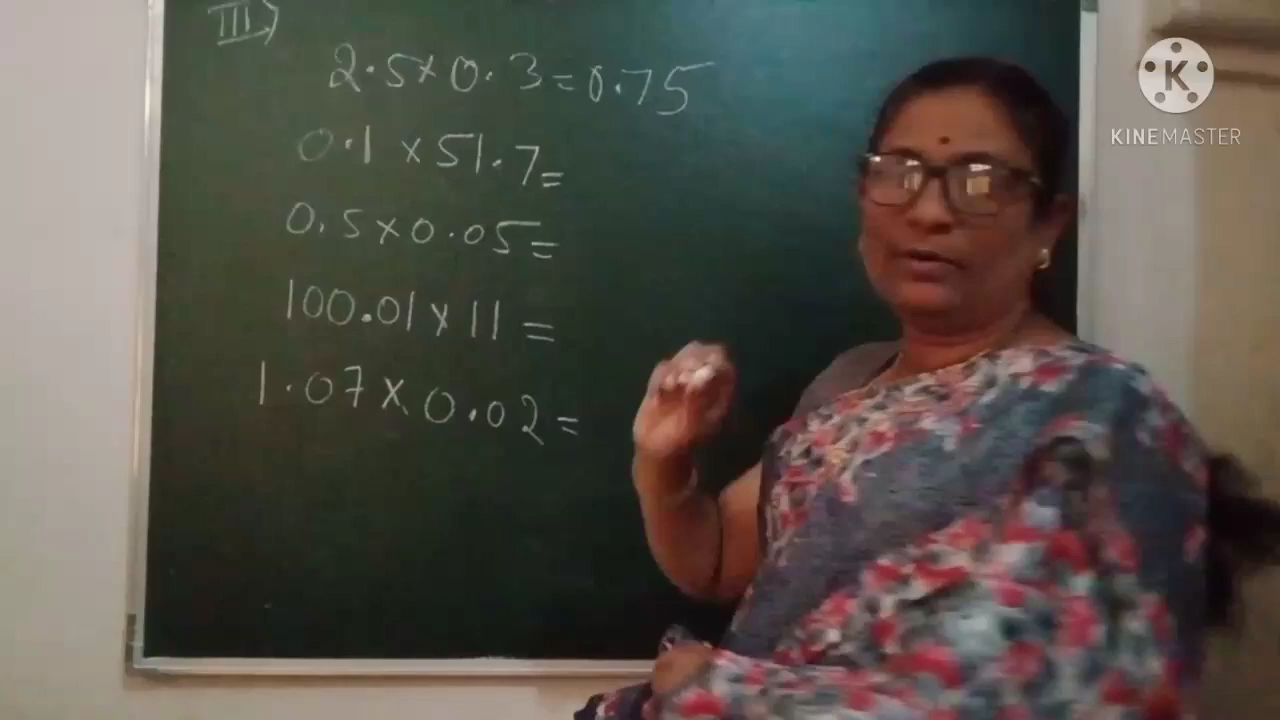 III)
2.5×0.3=0.75
0.1×51.7=
0.5×0.05=
100.01×11=
1.07×0.02=
K
KINEMASTER